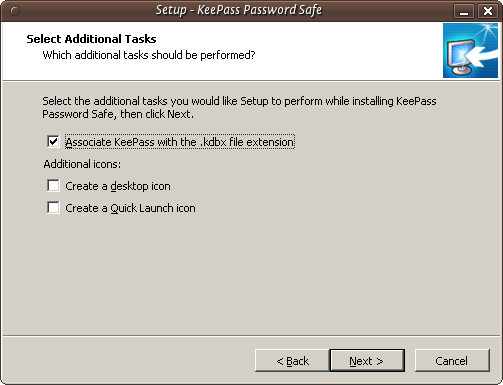 Setup - KeePass Password Safe
Select Additional Tasks
Which additional tasks should be performed?
Select the additional tasks you would like Setup to perform while installing KeePass
Password Safe, then click Next.
Associate KeePass with the .kdbx file extension
Additional icons:
Create a desktop icon
Create a Quick Launch icon
< Back
Next >
Cancel